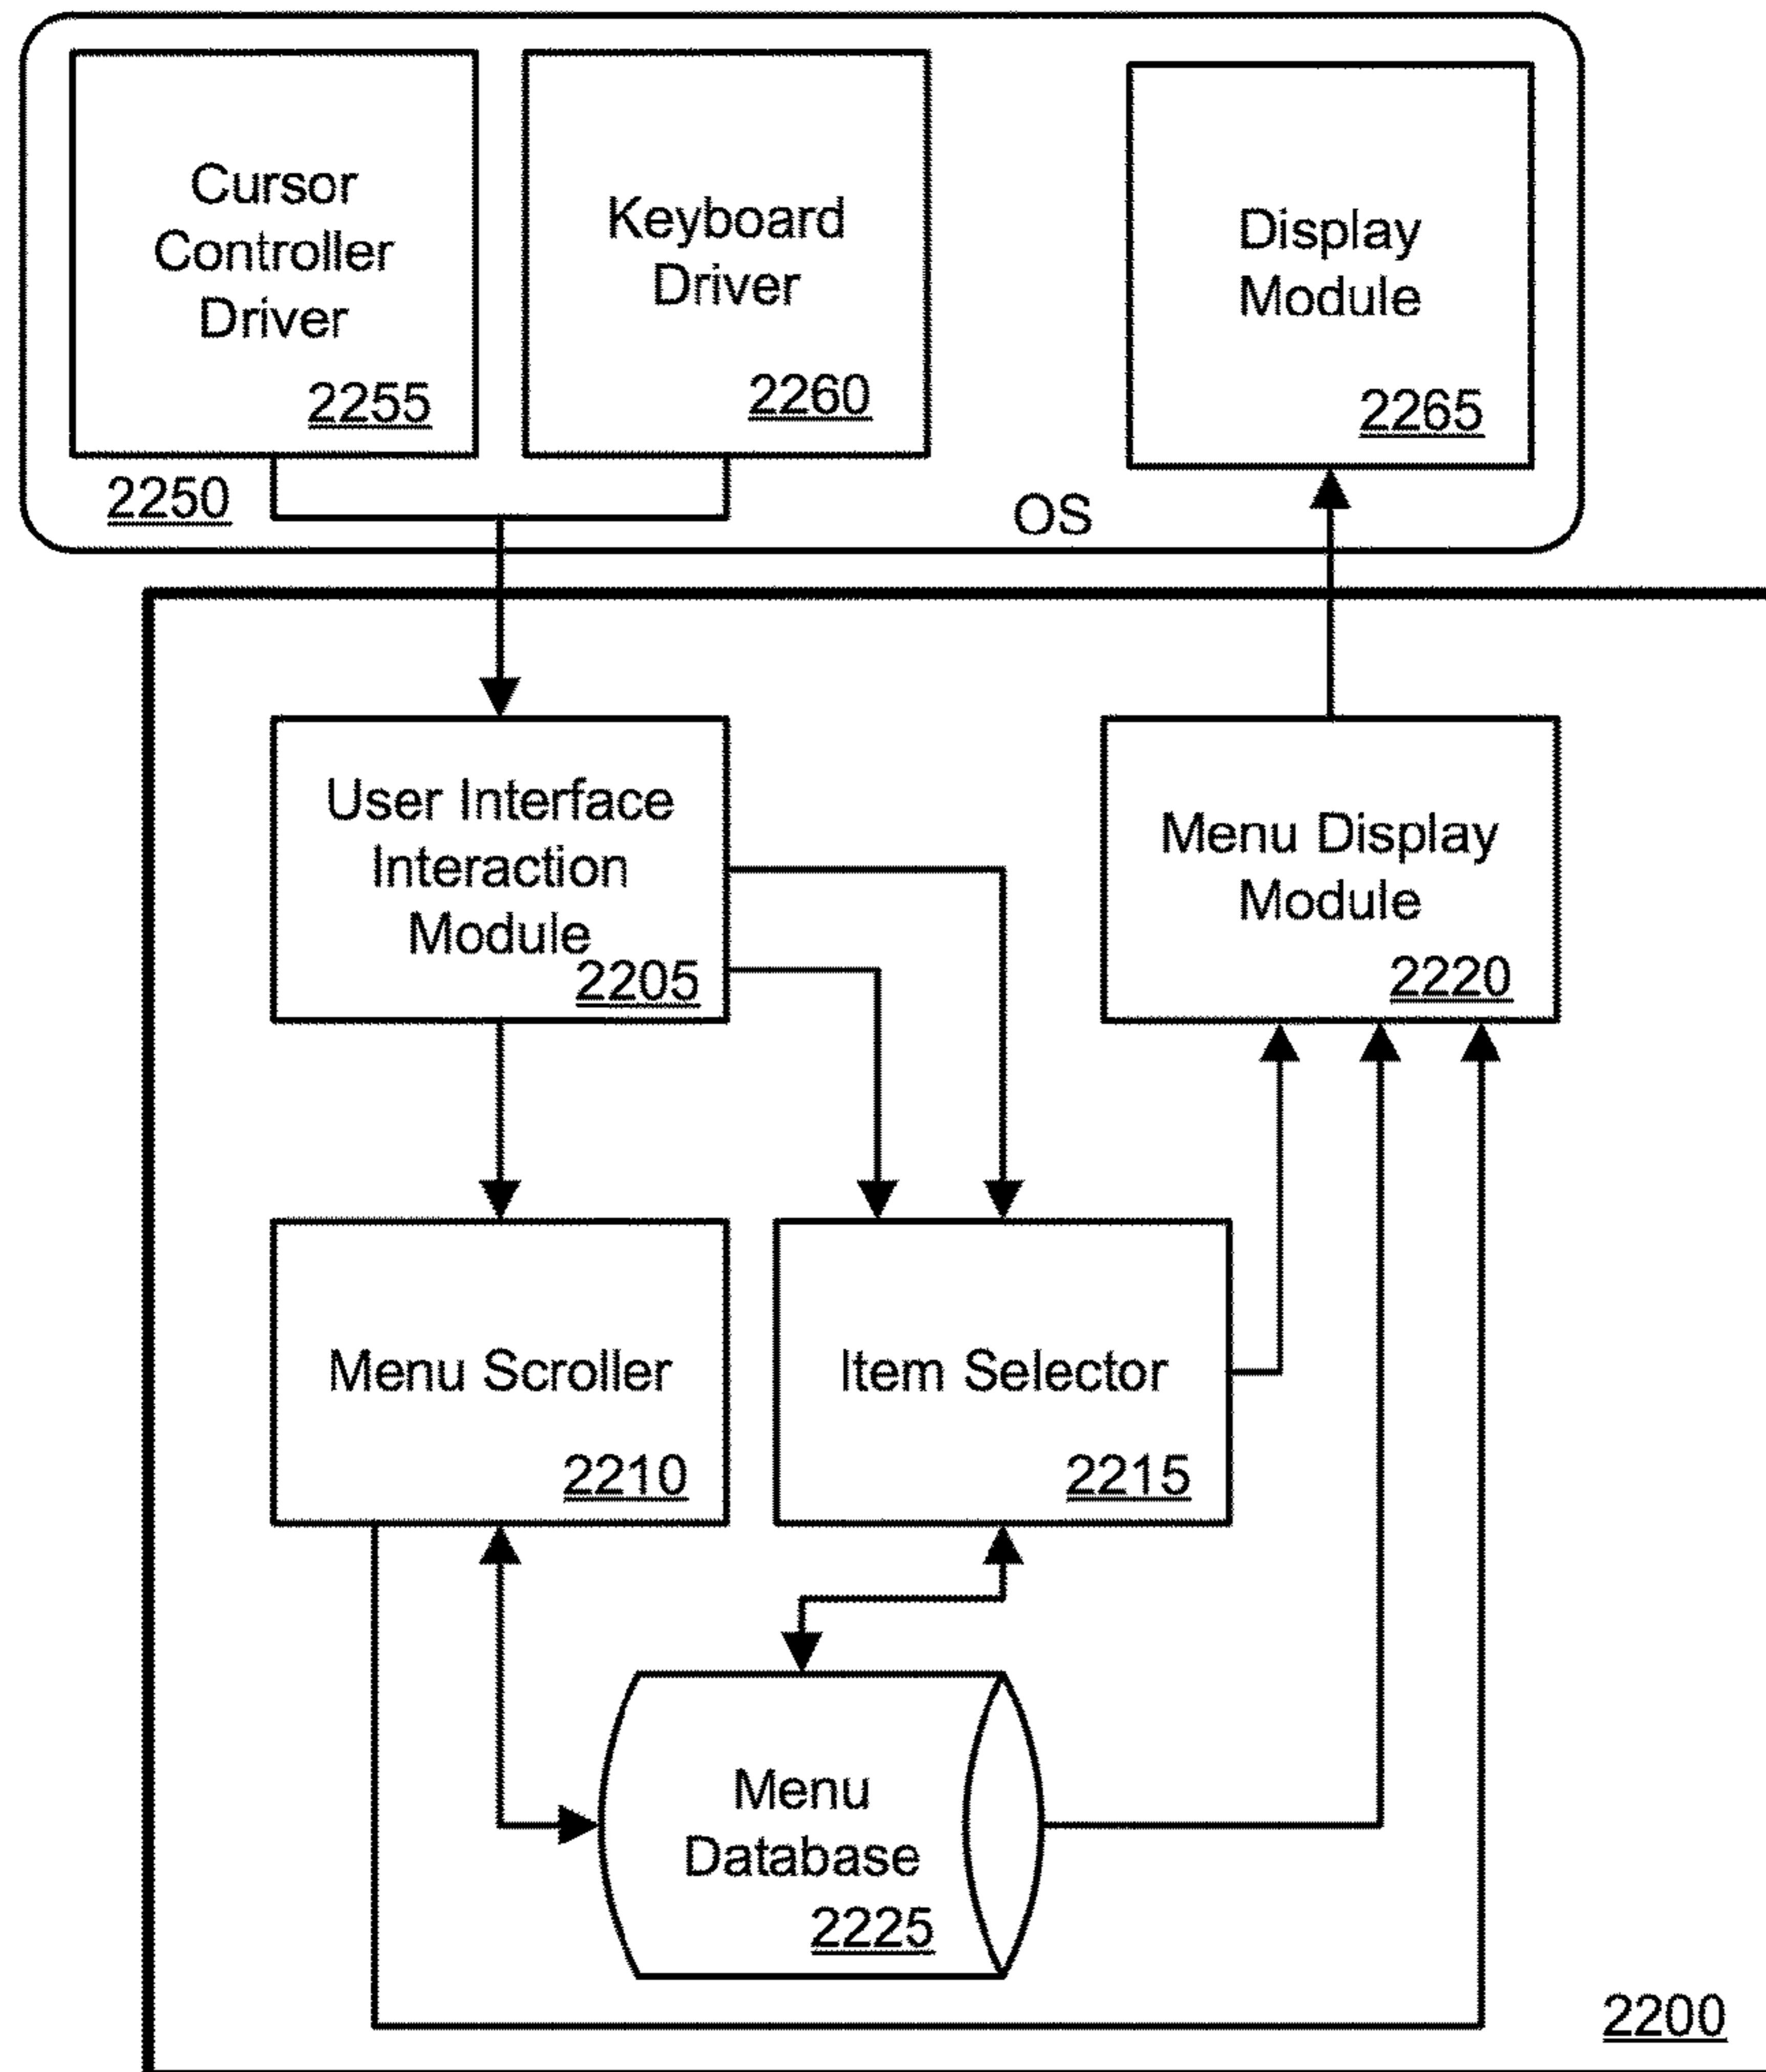 Cursor
Controller
Driver
2255
Keyboard
Driver
2260
Display
Module
2265
2250
OS
User Interface
Interaction
Module
2205
Menu Display
Module
2220
Menu Scroller
2210
Item Selector
2215
Menu
Database
2225
2200